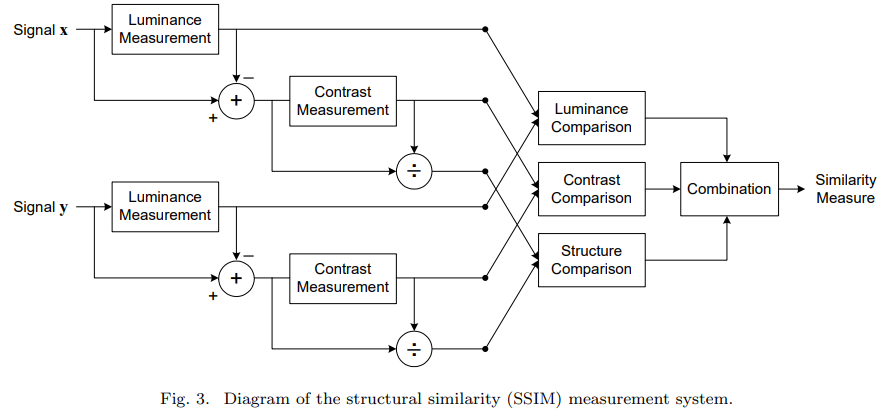 Signal x
Luminance
Measurement
−
+
+
Contrast
Measurement
÷
Luminance
Comparison
Contrast
Comparison
Combination
Similarity
Measure
Signal y
Luminance
Measurement
−
+
+
Contrast
Measurement
÷
Structure
Comparison
Fig. 3. Diagram of the structural similarity (SSIM) measurement system.